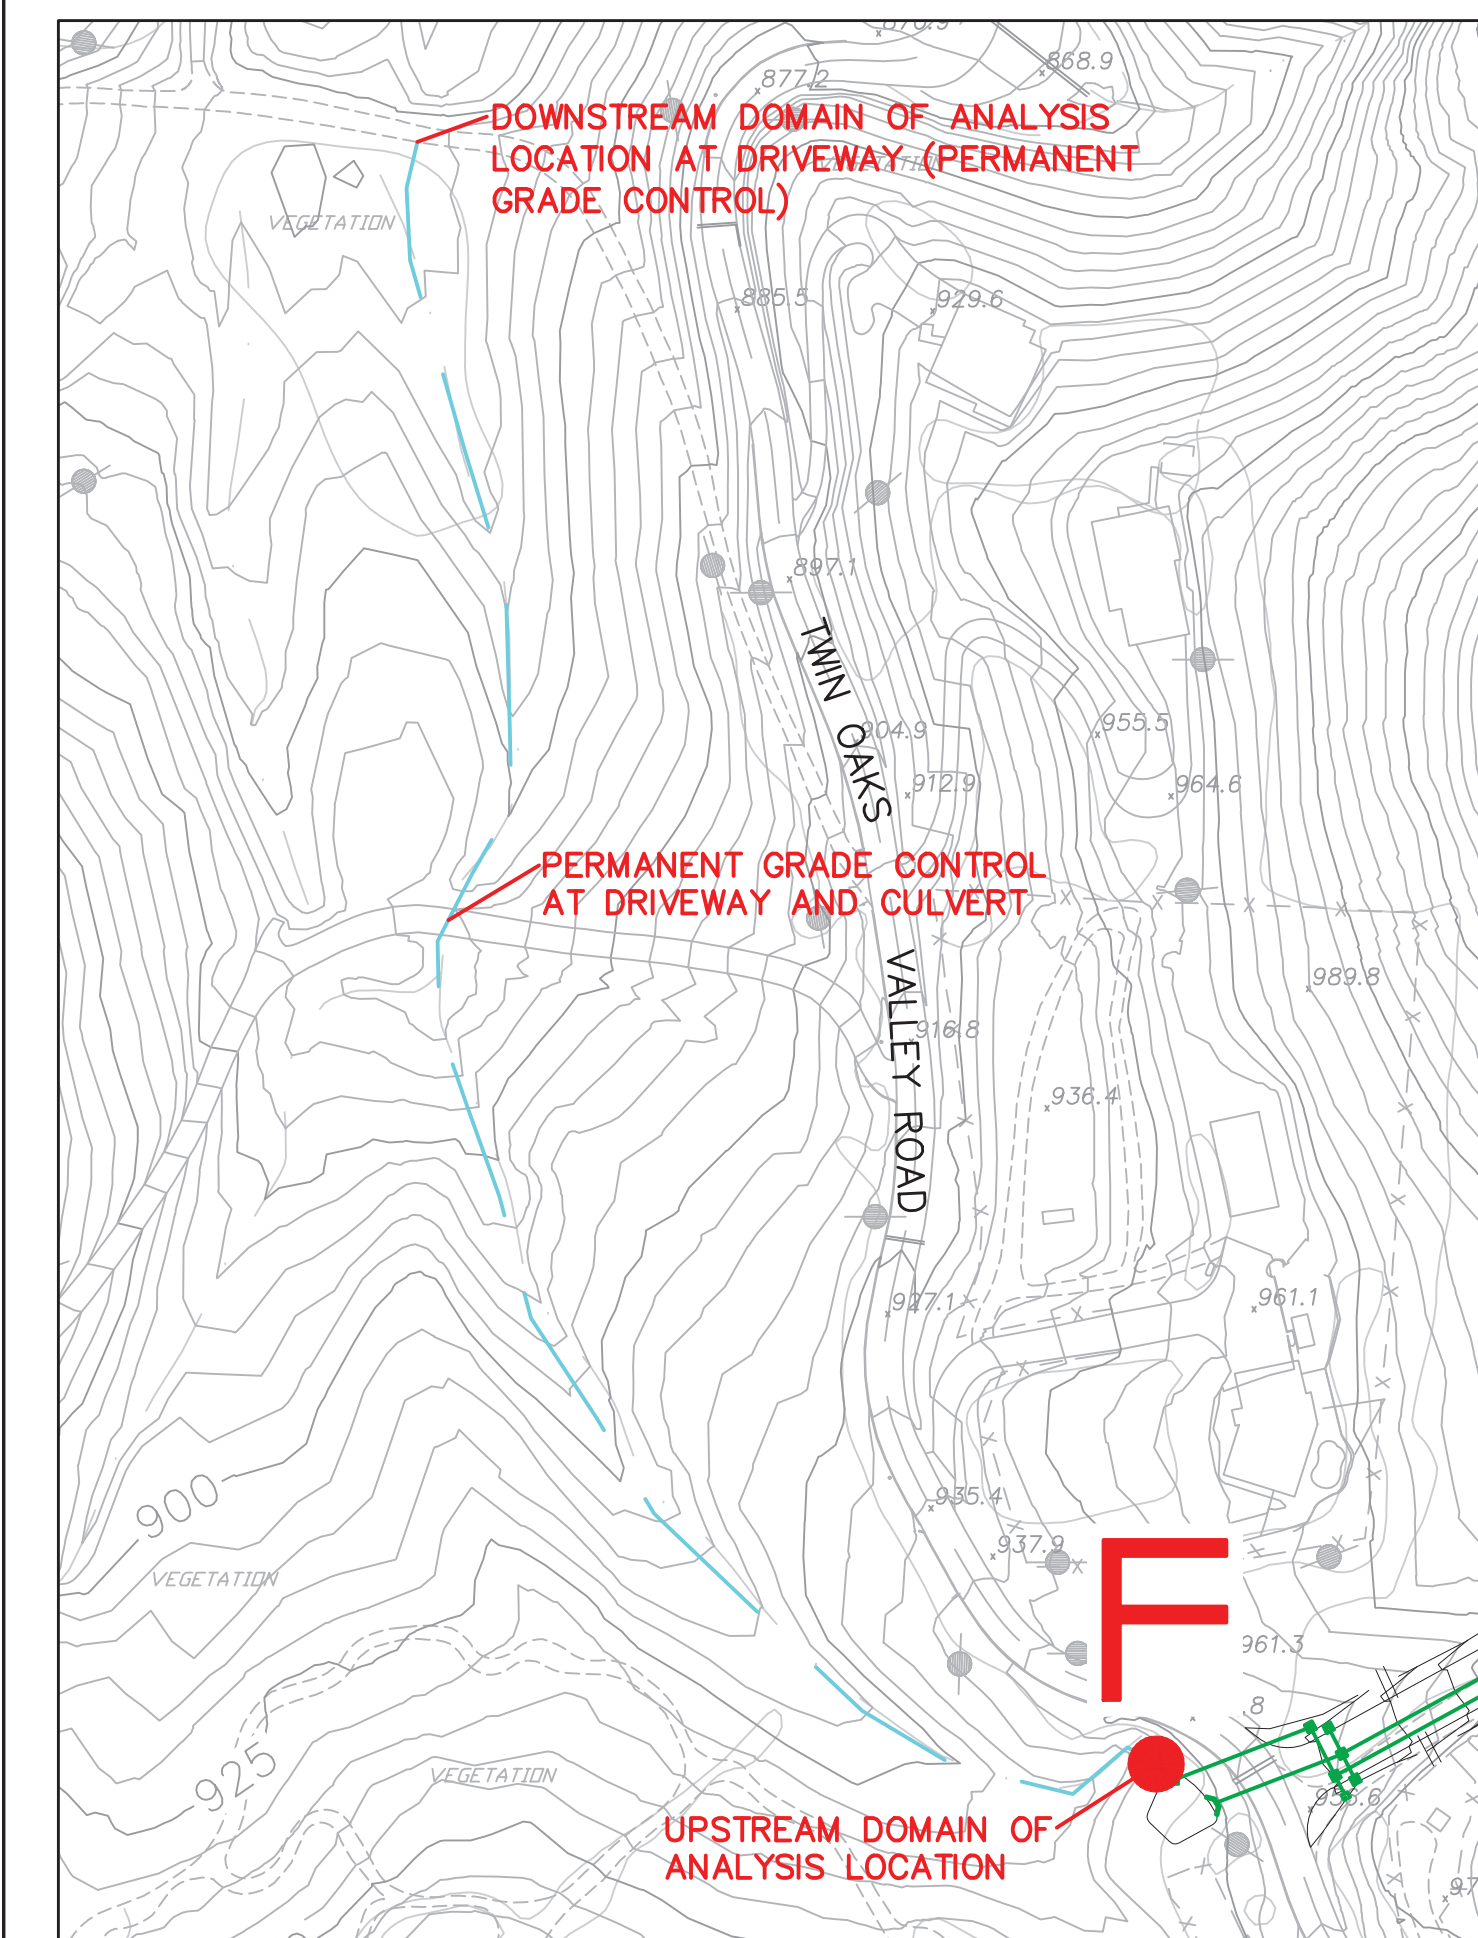 868.9
877.2
DOWNSTREAM DOMAIN OF ANALYSIS
LOCATION AT DRIVEWAY (PERMANENT
GRADE CONTROL)
VEGETATION
VEGETATION
885.5
929.6
897.1
TWIN OAKS VALLEY ROAD
904.9
955.5
912.9
964.6
PERMANENT GRADE CONTROL
AT DRIVEWAY AND CULVERT
989.8
916.8
936.4
927.1
961.1
935.4
900
937.9
VEGETATION
F
961.3
925
VEGETATION
UPSTREAM DOMAIN OF
ANALYSIS LOCATION